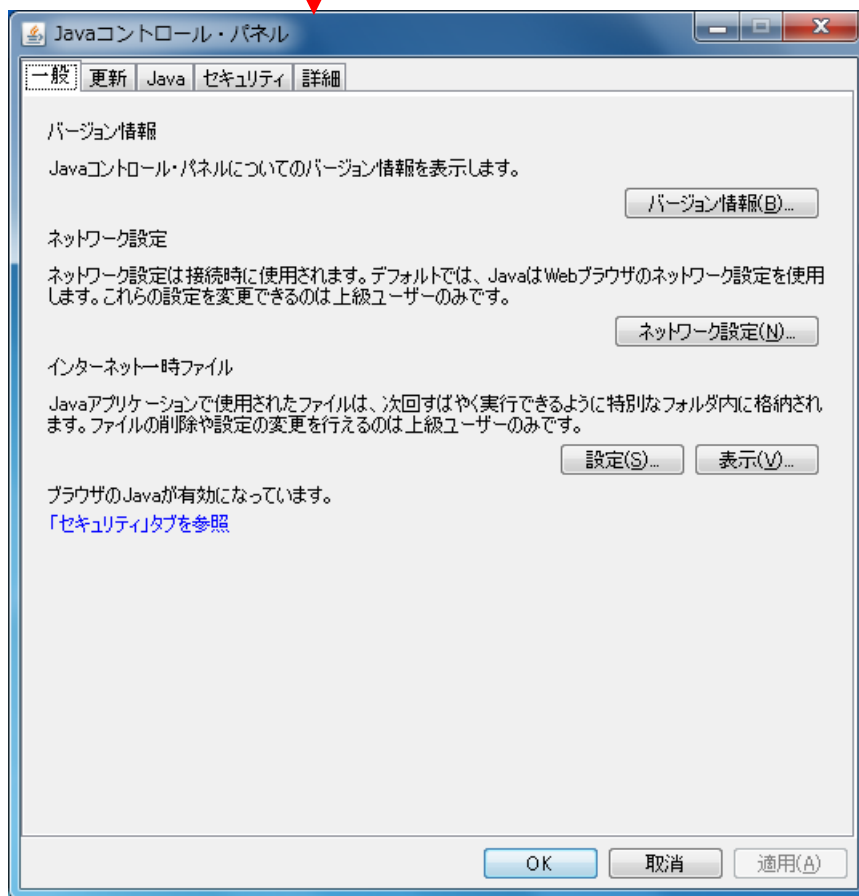 Javaコントロール・パネル
一般 更新 Java セキュリティ 詳細
バージョン情報
Javaコントロール・パネルについてのバージョン情報を表示します。
バージョン情報(B)...
ネットワーク設定
ネットワーク設定は接続時に使用されます。デフォルトでは、JavaはWebブラウザのネットワーク設定を使用
します。これらの設定を変更できるのは上級ユーザーのみです。
ネットワーク設定(N)...
インターネット一時ファイル
Javaアプリケーションで使用されたファイルは、次回すばやく実行できるように特別なフォルダ内に格納され
ます。ファイルの削除や設定の変更を行えるのは上級ユーザーのみです。
設定(S)... 表示(V)...
ブラウザのJavaが有効になっています。
「セキュリティ」タブを参照
OK 取消 適用(A)